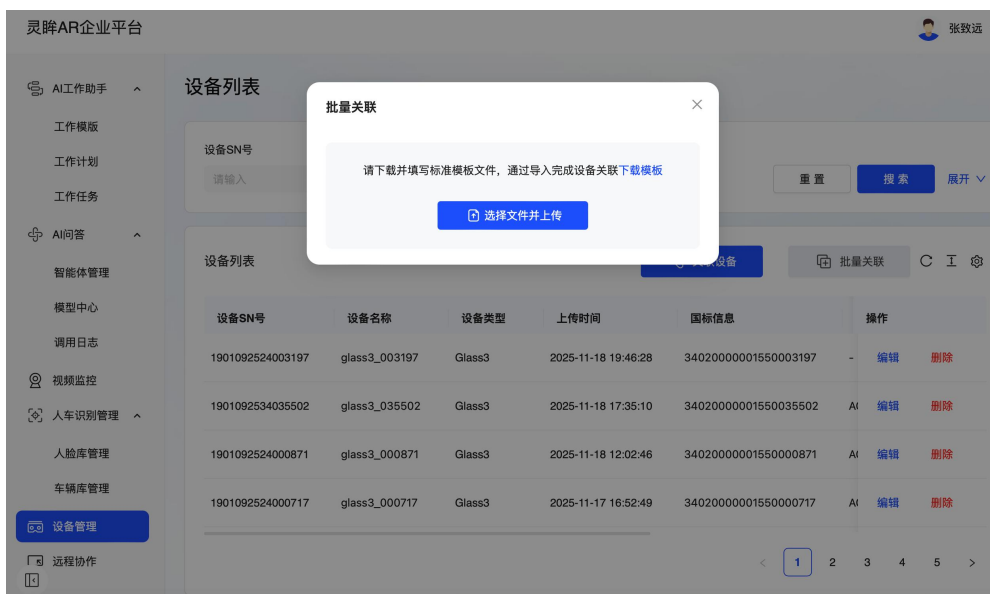 灵眸AR企业平台
张致远
AI工作助手
工作模版
工作计划
工作任务
AI问答
智能体管理
模型中心
调用日志
视频监控
人车识别管理
人脸库管理
车辆库管理
设备管理
远程协作
设备列表
设备SN号
请输入
重置
搜索
展开
批量关联
请下载并填写标准模板文件，通过导入完成设备关联下载模板
选择文件并上传
设备列表
设备
批量关联
设备SN号 设备名称 设备类型 上传时间 国标信息 操作
1901092524003197 glass3_003197 Glass3 2025-11-18 19:46:28 34020000001550003197 - 编辑 删除
1901092534035502 glass3_035502 Glass3 2025-11-18 17:35:10 34020000001550035502 编辑 删除
1901092524000871 glass3_000871 Glass3 2025-11-18 12:02:46 34020000001550000871 编辑 删除
1901092524000717 glass3_000717 Glass3 2025-11-17 16:52:49 34020000001550000717 编辑 删除
< 1 2 3 4 5 >